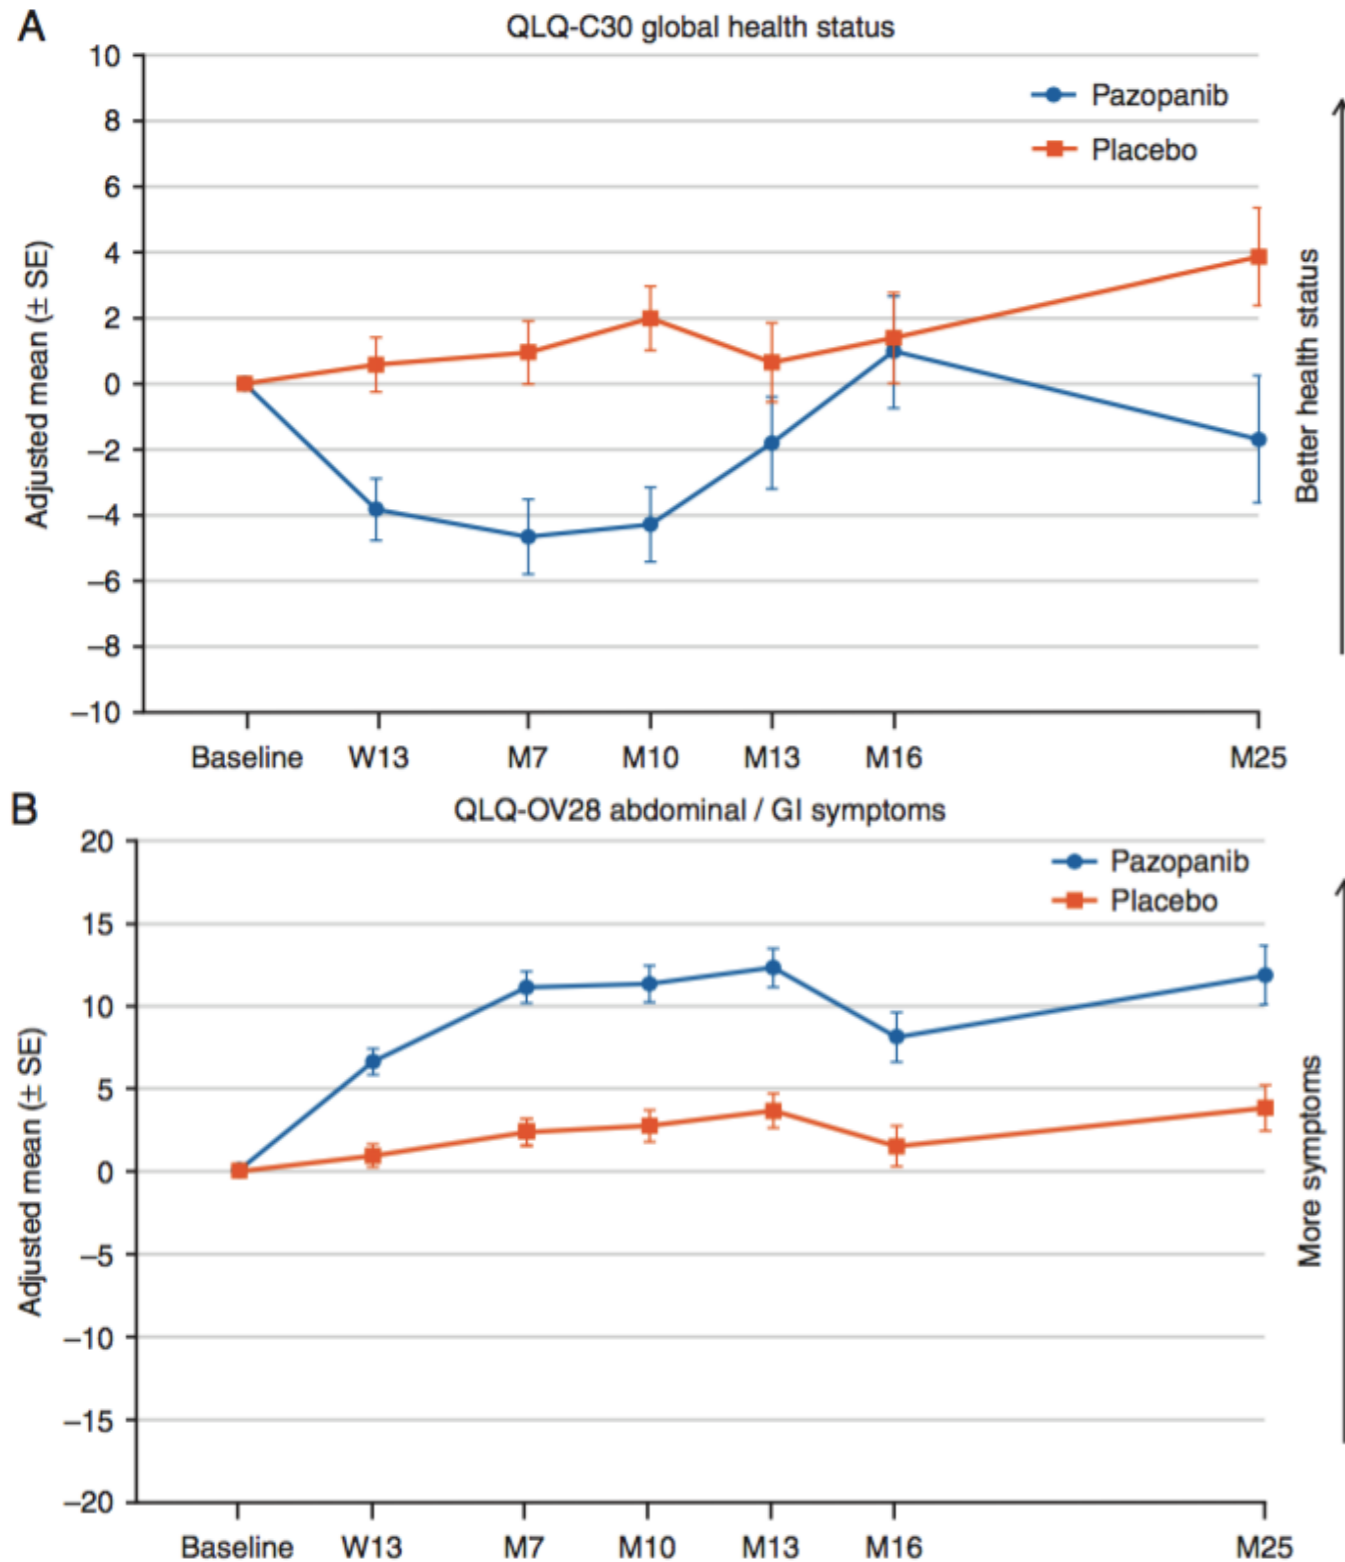 A
QLQ-C30 global health status
10
8
6
4
2
0
−2
−4
−6
−8
−10
Adjusted mean (± SE)
Pazopanib
Placebo
Better health status
Baseline W13 M7 M10 M13 M16 M25
B
QLQ-OV28 abdominal / GI symptoms
20
15
10
5
0
−5
−10
−15
−20
Adjusted mean (± SE)
Pazopanib
Placebo
More symptoms
Baseline W13 M7 M10 M13 M16 M25